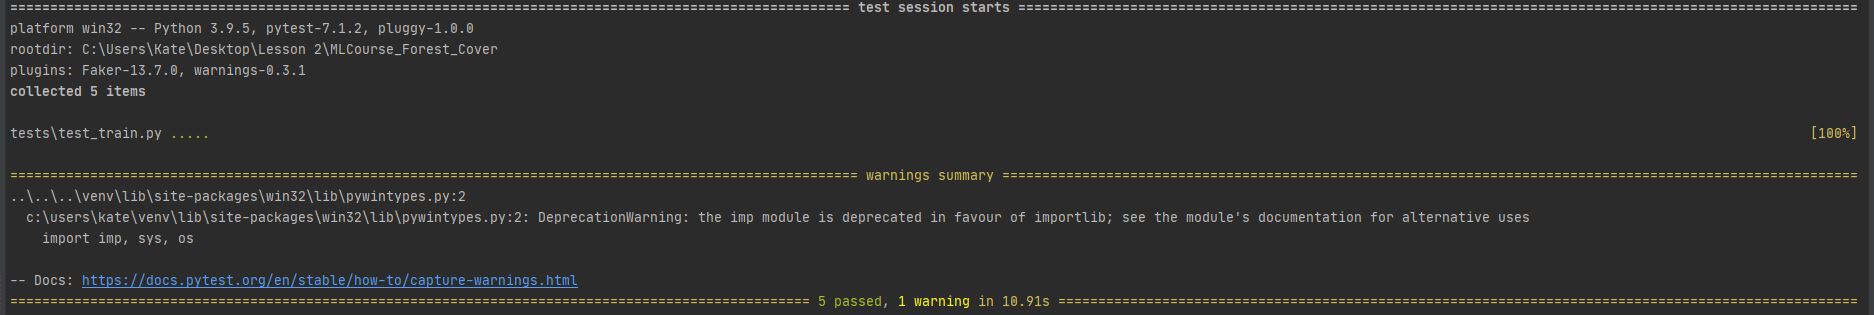 ========================================================================================================= test session starts =========================================================================================================
platform win32 -- Python 3.9.5, pytest-7.1.2, pluggy-1.0.0
rootdir: C:\Users\Kate\Desktop\Lesson 2\MLCourse_Forest_Cover
plugins: Faker-13.7.0, warnings-0.3.1
collected 5 items
tests\test_train.py ..... [100%]
========================================================================================================== warnings summary ===========================================================================================================
..\..\..\venv\lib\site-packages\win32\lib\pywintypes.py:2
c:\users\kate\venv\lib\site-packages\win32\lib\pywintypes.py:2: DeprecationWarning: the imp module is deprecated in favour of importlib; see the module's documentation for alternative uses
import imp, sys, os
-- Docs: https://docs.pytest.org/en/stable/how-to/capture-warnings.html
==================================================================================================== 5 passed, 1 warning in 10.91s ====================================================================================================